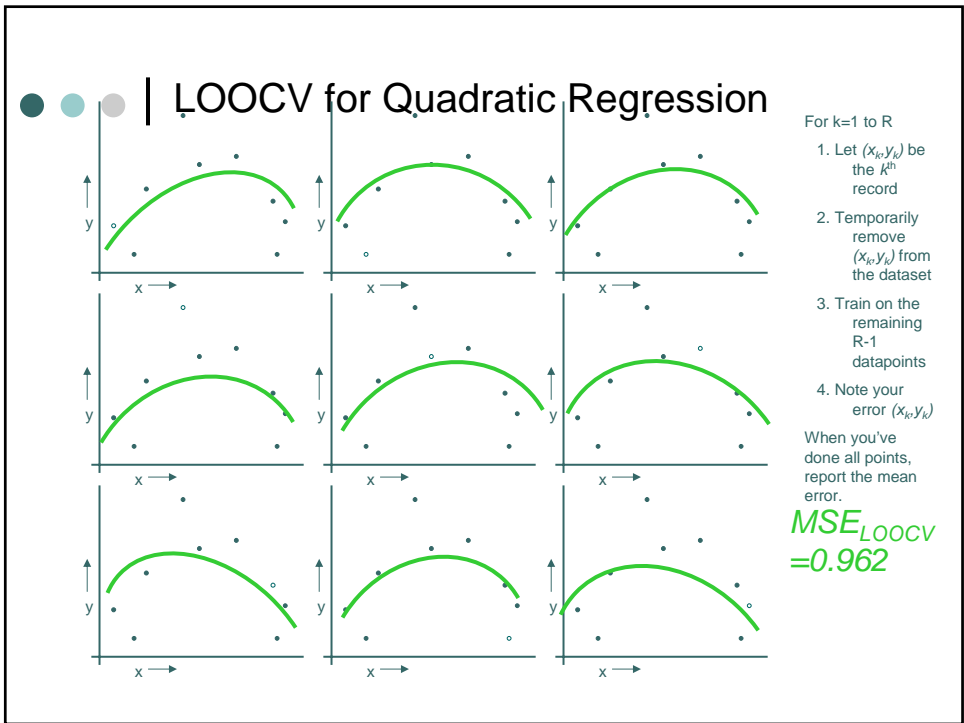 LOOCV for Quadratic Regression
y
x
y
x
y
x
y
x
y
x
y
x
y
x
y
x
y
x
For k=1 to R
1. Let (xₖ,yₖ) be
the kᵗʰ
record
2. Temporarily
remove
(xₖ,yₖ) from
the dataset
3. Train on the
remaining
R-1
datapoints
4. Note your
error (xₖ,yₖ)
When you've
done all points,
report the mean
error.
MSE_LOOCV
=0.962